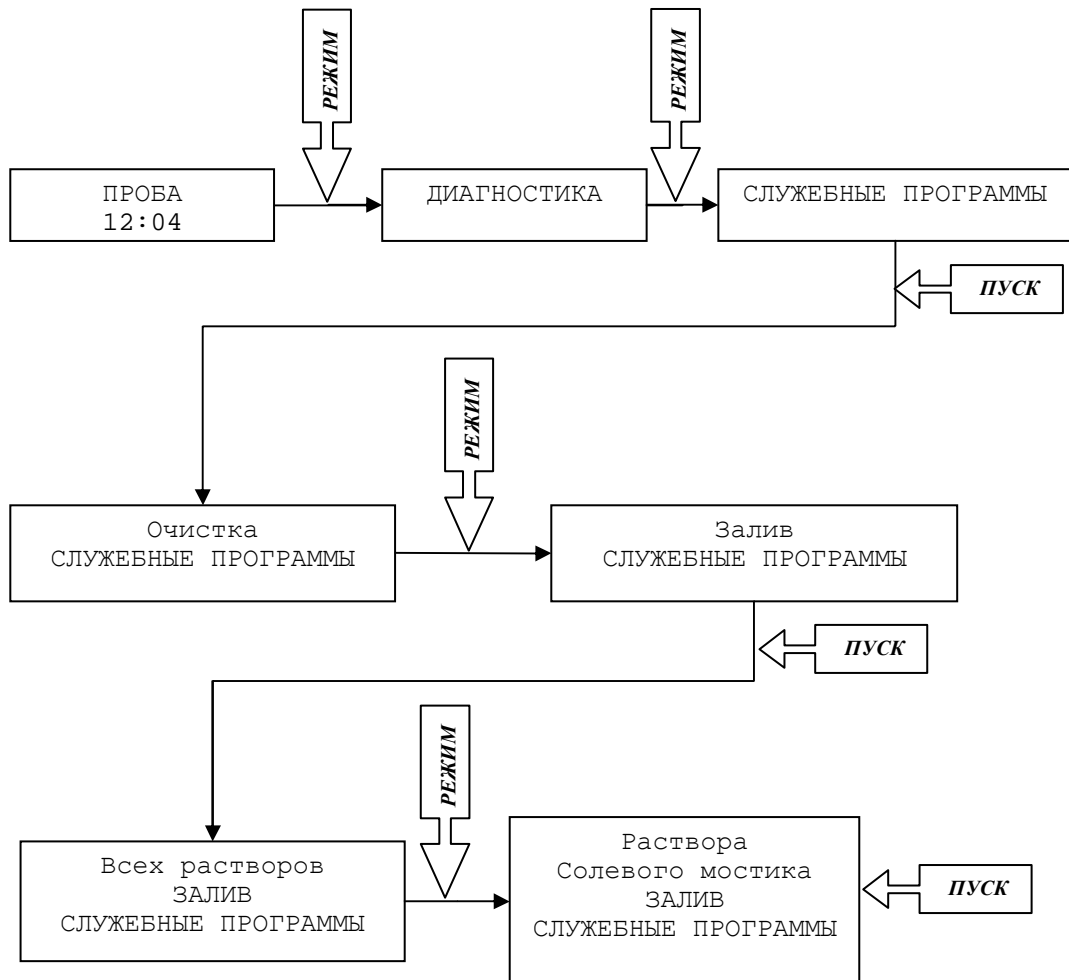 РЕЖИМ
РЕЖИМ
ПРОБА
12:04
ДИАГНОСТИКА
СЛУЖЕБНЫЕ ПРОГРАММЫ
ПУСК
РЕЖИМ
Очистка
СЛУЖЕБНЫЕ ПРОГРАММЫ
Залив
СЛУЖЕБНЫЕ ПРОГРАММЫ
ПУСК
РЕЖИМ
Всех растворов
ЗАЛИВ
СЛУЖЕБНЫЕ ПРОГРАММЫ
Раствора
Солевого мостика
ЗАЛИВ
СЛУЖЕБНЫЕ ПРОГРАММЫ
ПУСК